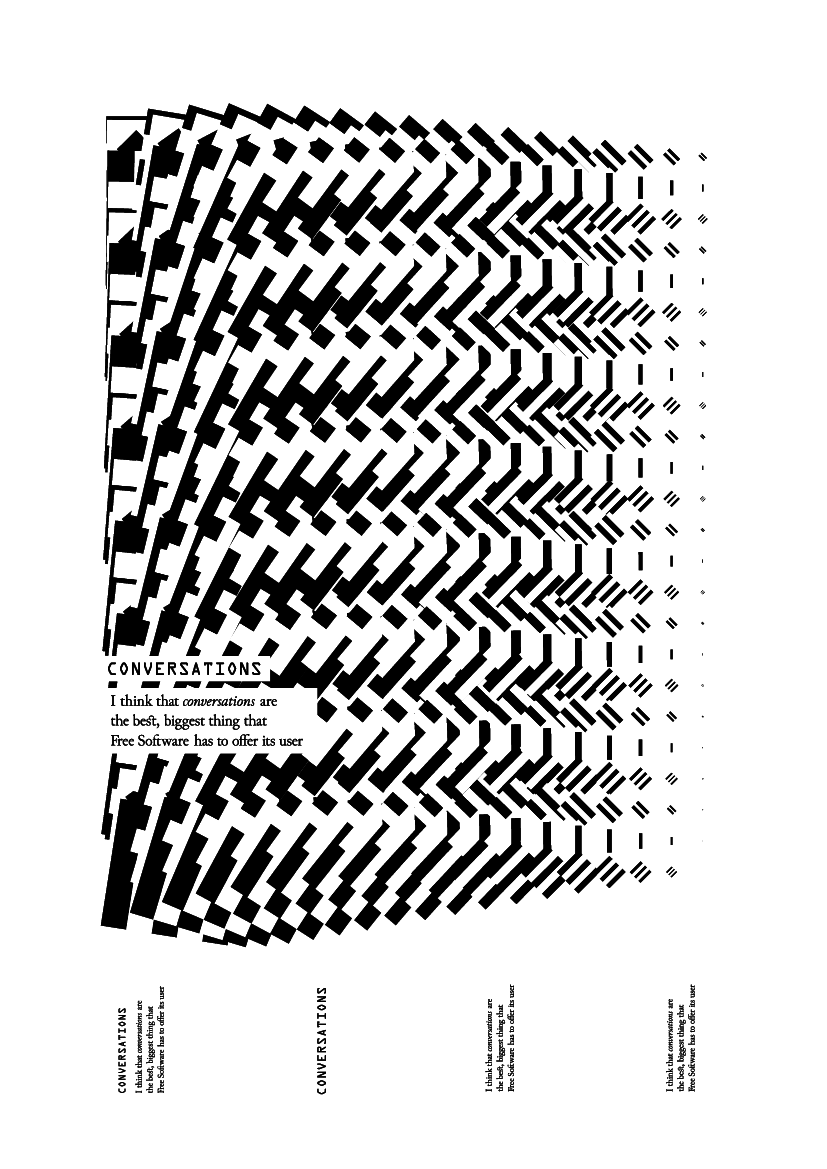 CONVERSATIONS
I think that conversations are
the best, biggest thing that
Free Software has to offer its user
CONVERSATIONS
I think that conversations are
the best, biggest thing that
Free Software has to offer its user
CONVERSATIONS
I think that conversations are
the best, biggest thing that
Free Software has to offer its user
I think that conversations are
the best, biggest thing that
Free Software has to offer its user